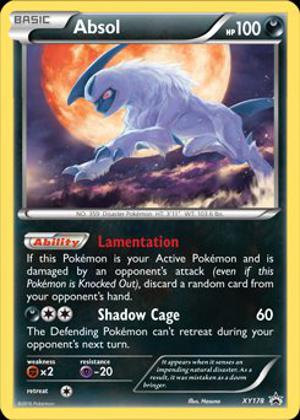 BASIC
Absol HP 100
NO. 359 Disaster Pokémon HT: 3'11" WT: 103.6 lbs.
Ability Lamentation
If this Pokémon is your Active Pokémon and is
damaged by an opponent's attack (even if this
Pokémon is Knocked Out), discard a random card from
your opponent's hand.
Shadow Cage 60
The Defending Pokémon can't retreat during your
opponent's next turn.
weakness resistance
×2 -20
retreat
It appears when it senses an
impending natural disaster. As a
result, it was mistaken as a doom
bringer.
©2015 Pokémon Illus. Hasuno XY178
PROMO